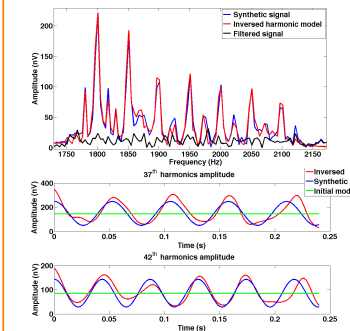 Synthetic signal
Inversed harmonic model
Filtered signal
Amplitude (nV)
200
150
100
50
0
1750 1800 1850 1900 1950 2000 2050 2100 2150
Frequency (Hz)
37th harmonics amplitude
Inversed
Synthetic
Initial mod
Amplitude (nV)
400
200
0
0 0.05 0.1 0.15 0.2 0.25
Time (s)
42th harmonics amplitude
Amplitude (nV)
200
100
0
0 0.05 0.1 0.15 0.2 0.25
Time (s)